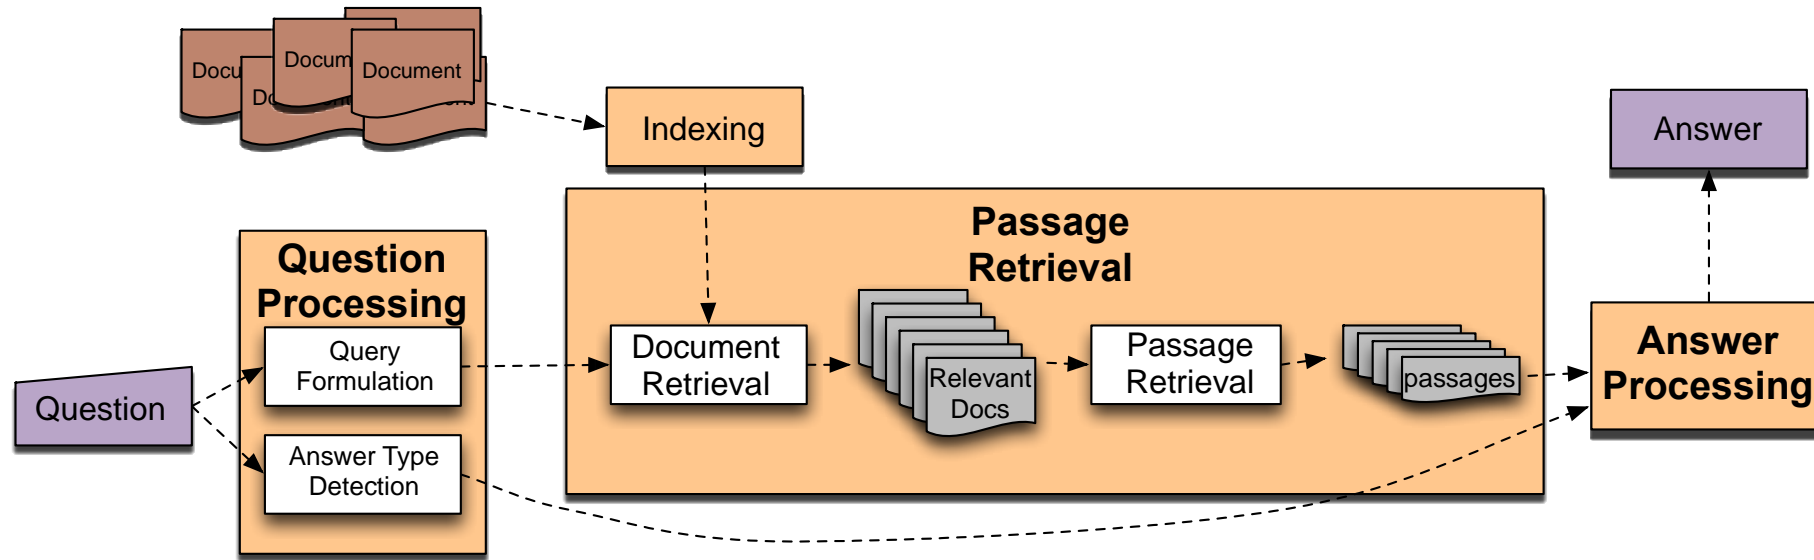 Document
Indexing
Answer
Passage
Retrieval
Question
Processing
Query
Formulation
Question
Answer Type
Detection
Document
Retrieval
Relevant
Docs
Passage
Retrieval
passages
Answer
Processing